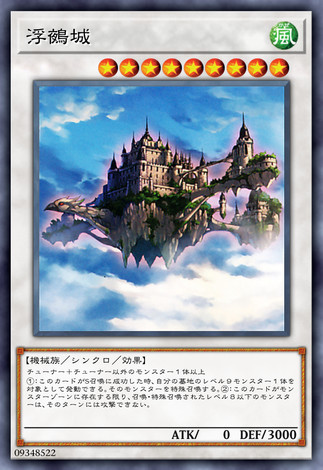 浮鵺城
風
【機械族／シンクロ／効果】
チューナー＋チューナー以外のモンスター１体以上
①：このカードがS召喚に成功した時、自分の墓地のレベル９モンスター１体を
対象として発動できる。そのモンスターを特殊召喚する。②：このカードがモンス
ターゾーンに存在する限り、召喚・特殊召喚されたレベル８以下のモンスタ
ーは、そのターンには攻撃できない。
ATK/ 0 DEF/3000
09348522